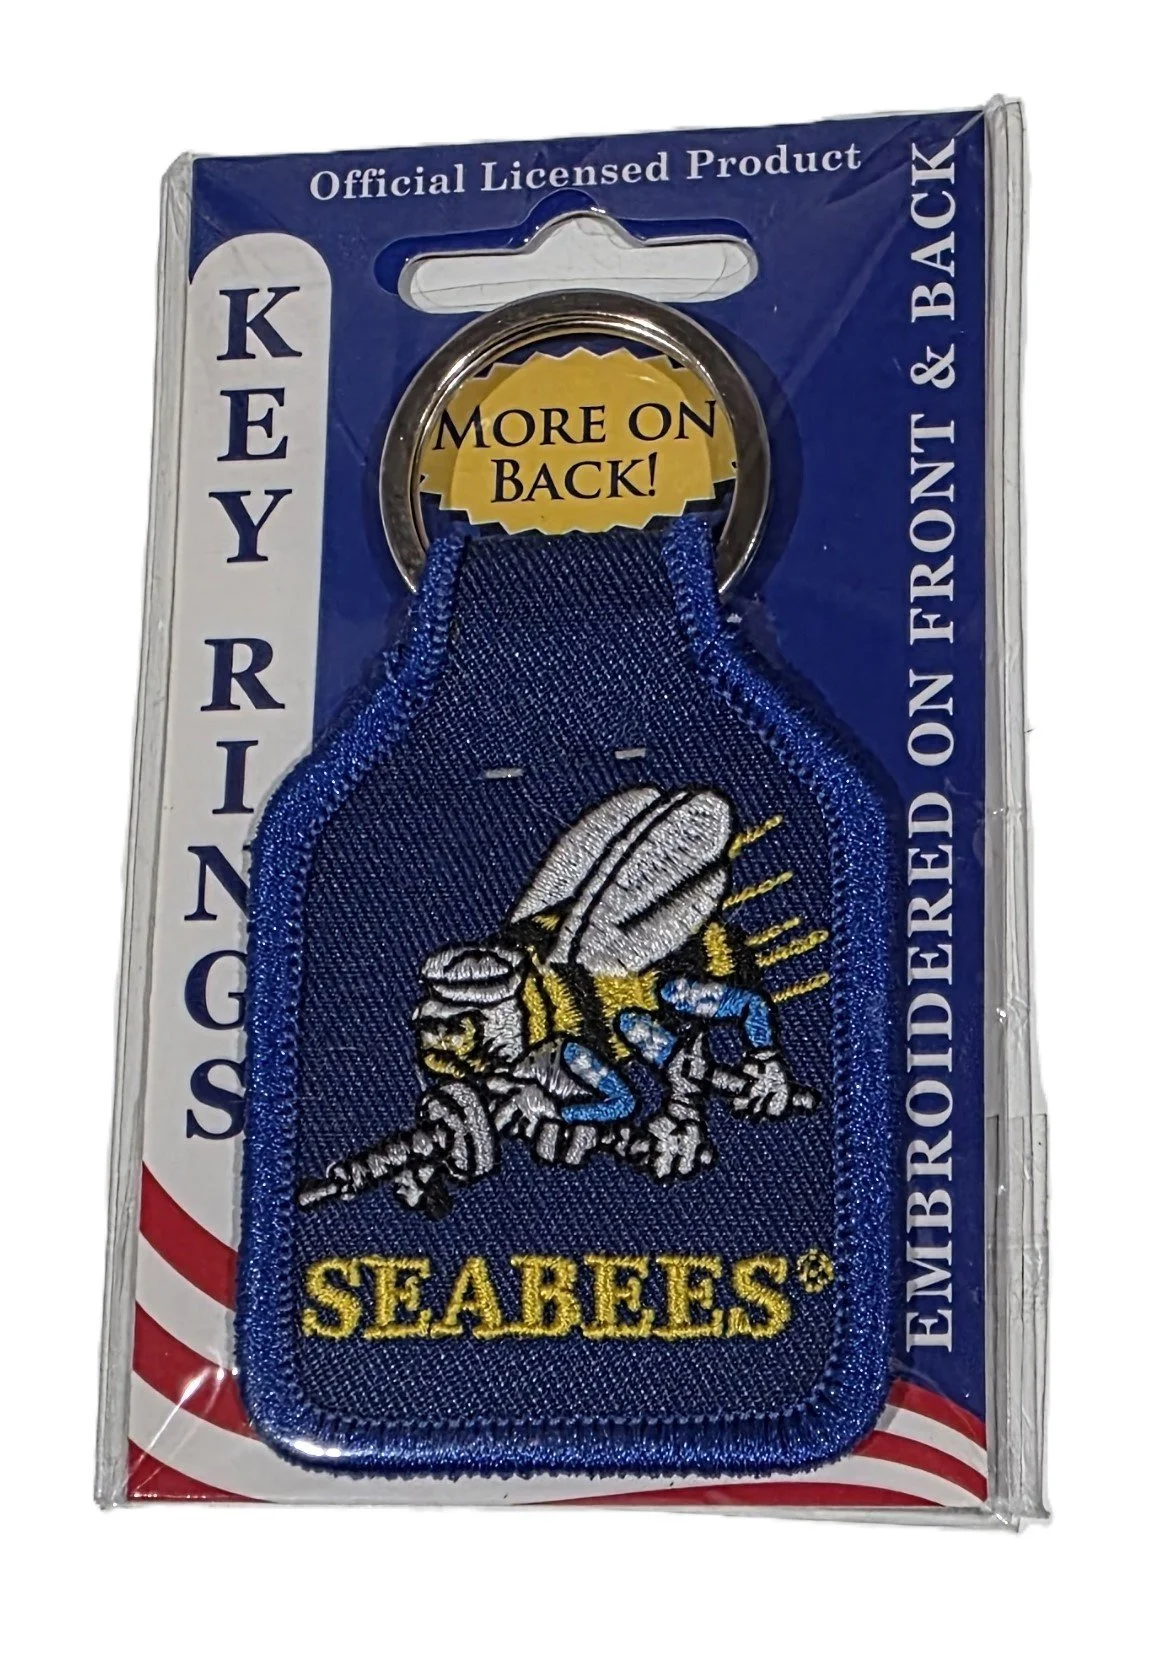 Official Licensed Product
KEY RINGS
MORE ON
BACK!
EMBROIDERED ON FRONT & BACK
SEABEES®